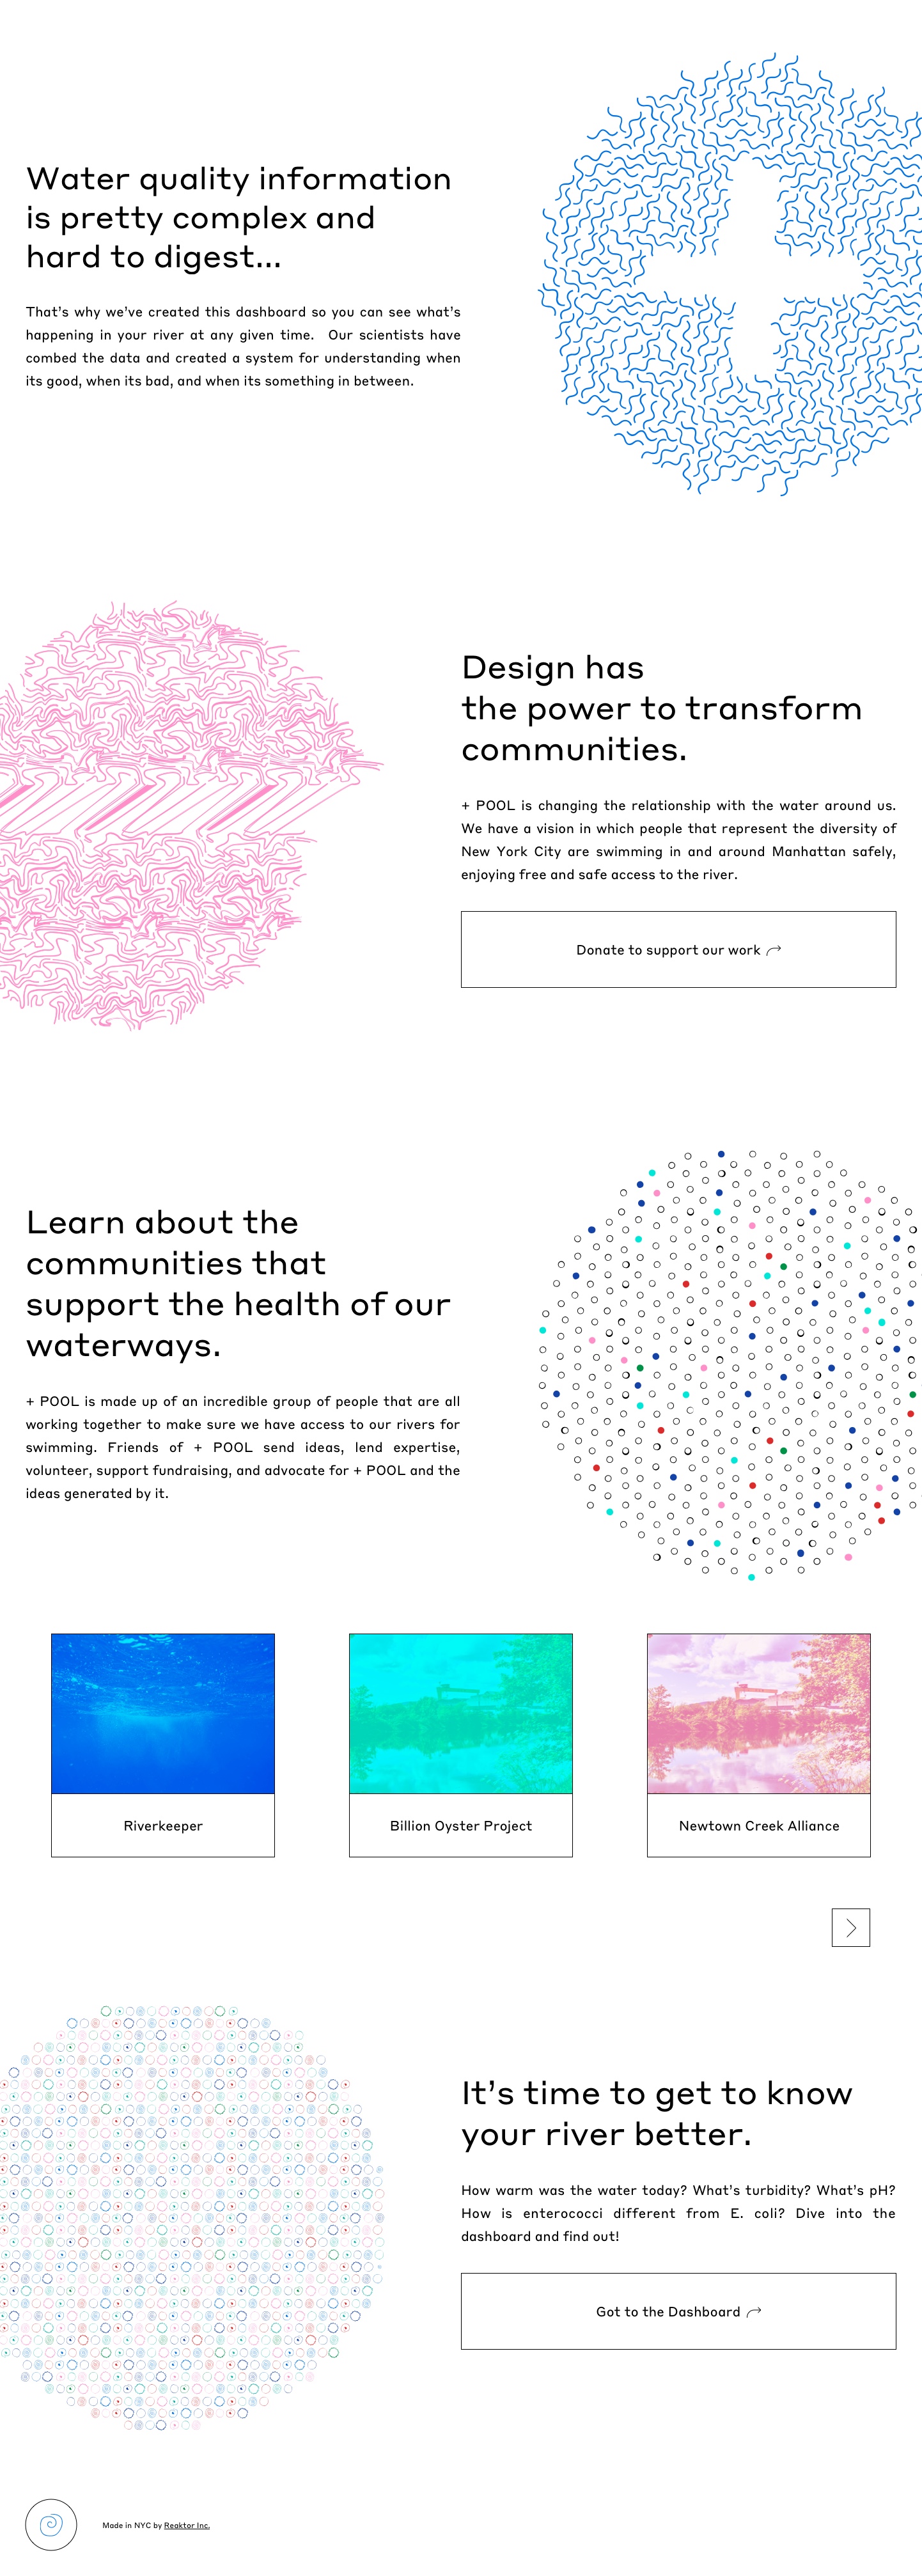 Water quality information
is pretty complex and
hard to digest...
That's why we've created this dashboard so you can see what's
happening in your river at any given time. Our scientists have
combed the data and created a system for understanding when
its good, when its bad, and when its something in between.
Design has
the power to transform
communities.
+ POOL is changing the relationship with the water around us.
We have a vision in which people that represent the diversity of
New York City are swimming in and around Manhattan safely,
enjoying free and safe access to the river.
Donate to support our work
Learn about the
communities that
support the health of our
waterways.
+ POOL is made up of an incredible group of people that are all
working together to make sure we have access to our rivers for
swimming. Friends of + POOL send ideas, lend expertise,
volunteer, support fundraising, and advocate for + POOL and the
ideas generated by it.
Riverkeeper
Billion Oyster Project
Newtown Creek Alliance
It's time to get to know
your river better.
How warm was the water today? What's turbidity? What's pH?
How is enterococci different from E. coli? Dive into the
dashboard and find out!
Got to the Dashboard
Made in NYC by Reaktor Inc.